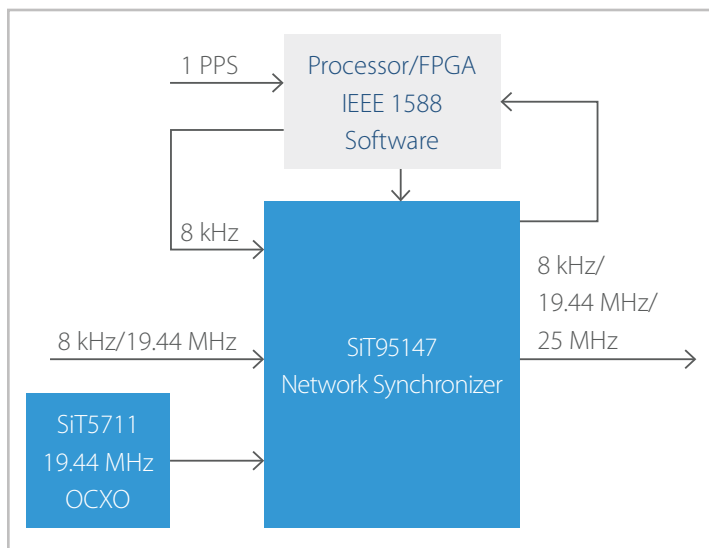 1 PPS
Processor/FPGA
IEEE 1588
Software
8 kHz
8 kHz/19.44 MHz
SiT95147
Network Synchronizer
8 kHz/
19.44 MHz/
25 MHz
SiT5711
19.44 MHz
OCXO